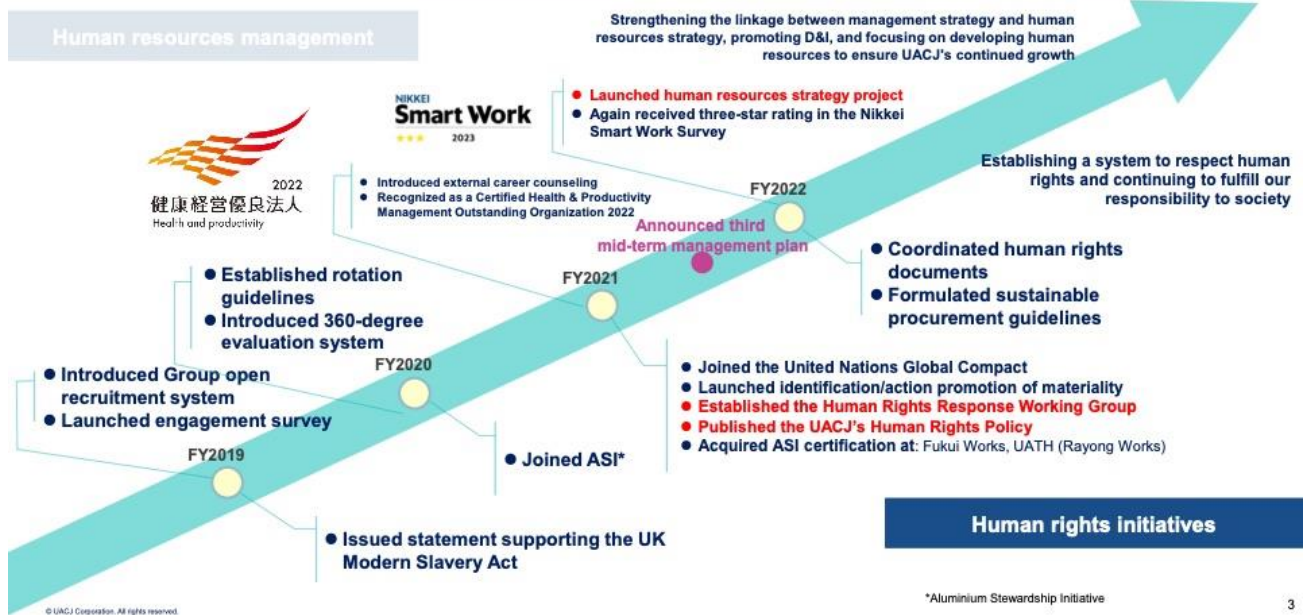 Human resources management
Strengthening the linkage between management strategy and human
resources strategy, promoting D&I, and focusing on developing human
resources to ensure UACJ's continued growth
NIKKEI
Smart Work
2023
● Launched human resources strategy project
● Again received three-star rating in the Nikkei
Smart Work Survey
2022
健康経営優良法人
Health and productivity
● Introduced external career counseling
● Recognized as a Certified Health & Productivity
Management Outstanding Organization 2022
FY2022
Establishing a system to respect human
rights and continuing to fulfill our
responsibility to society
Announced third
mid-term management plan
● Coordinated human rights
documents
● Formulated sustainable
procurement guidelines
● Established rotation
guidelines
● Introduced 360-degree
evaluation system
FY2021
FY2020
● Introduced Group open
recruitment system
● Launched engagement survey
● Joined the United Nations Global Compact
● Launched identification/action promotion of materiality
● Established the Human Rights Response Working Group
● Published the UACJ's Human Rights Policy
● Acquired ASI certification at: Fukui Works, UATH (Rayong Works)
FY2019
● Joined ASI*
● Issued statement supporting the UK
Modern Slavery Act
Human rights initiatives
*Aluminium Stewardship Initiative
© UACJ Corporation. All rights reserved.
3